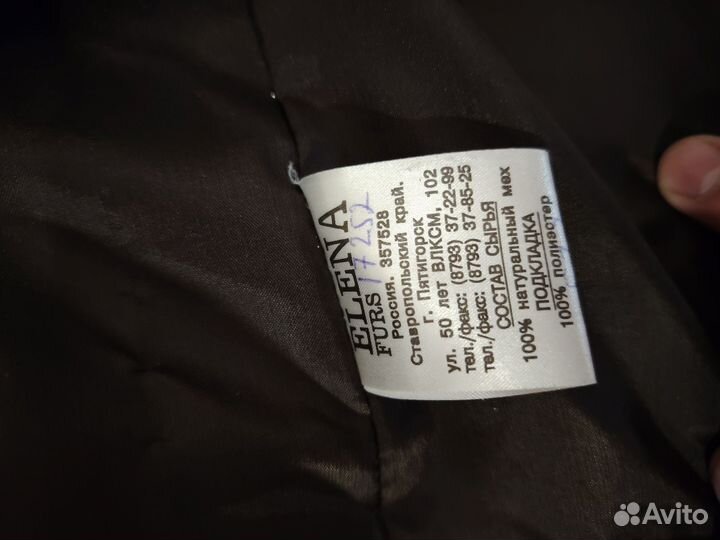 ELENA
FURS 17252
Россия. 357528
Ставропольский край.
г. Пятигорск
ул. 50 лет ВЛКСМ, 102
тел./факс: (8793) 37-22-99
тел./факс: (8793) 37-85-25
СОСТАВ СЫРЬЯ
100% натуральный мех
ПОДКЛАДКА
100% полиэстер
Avito